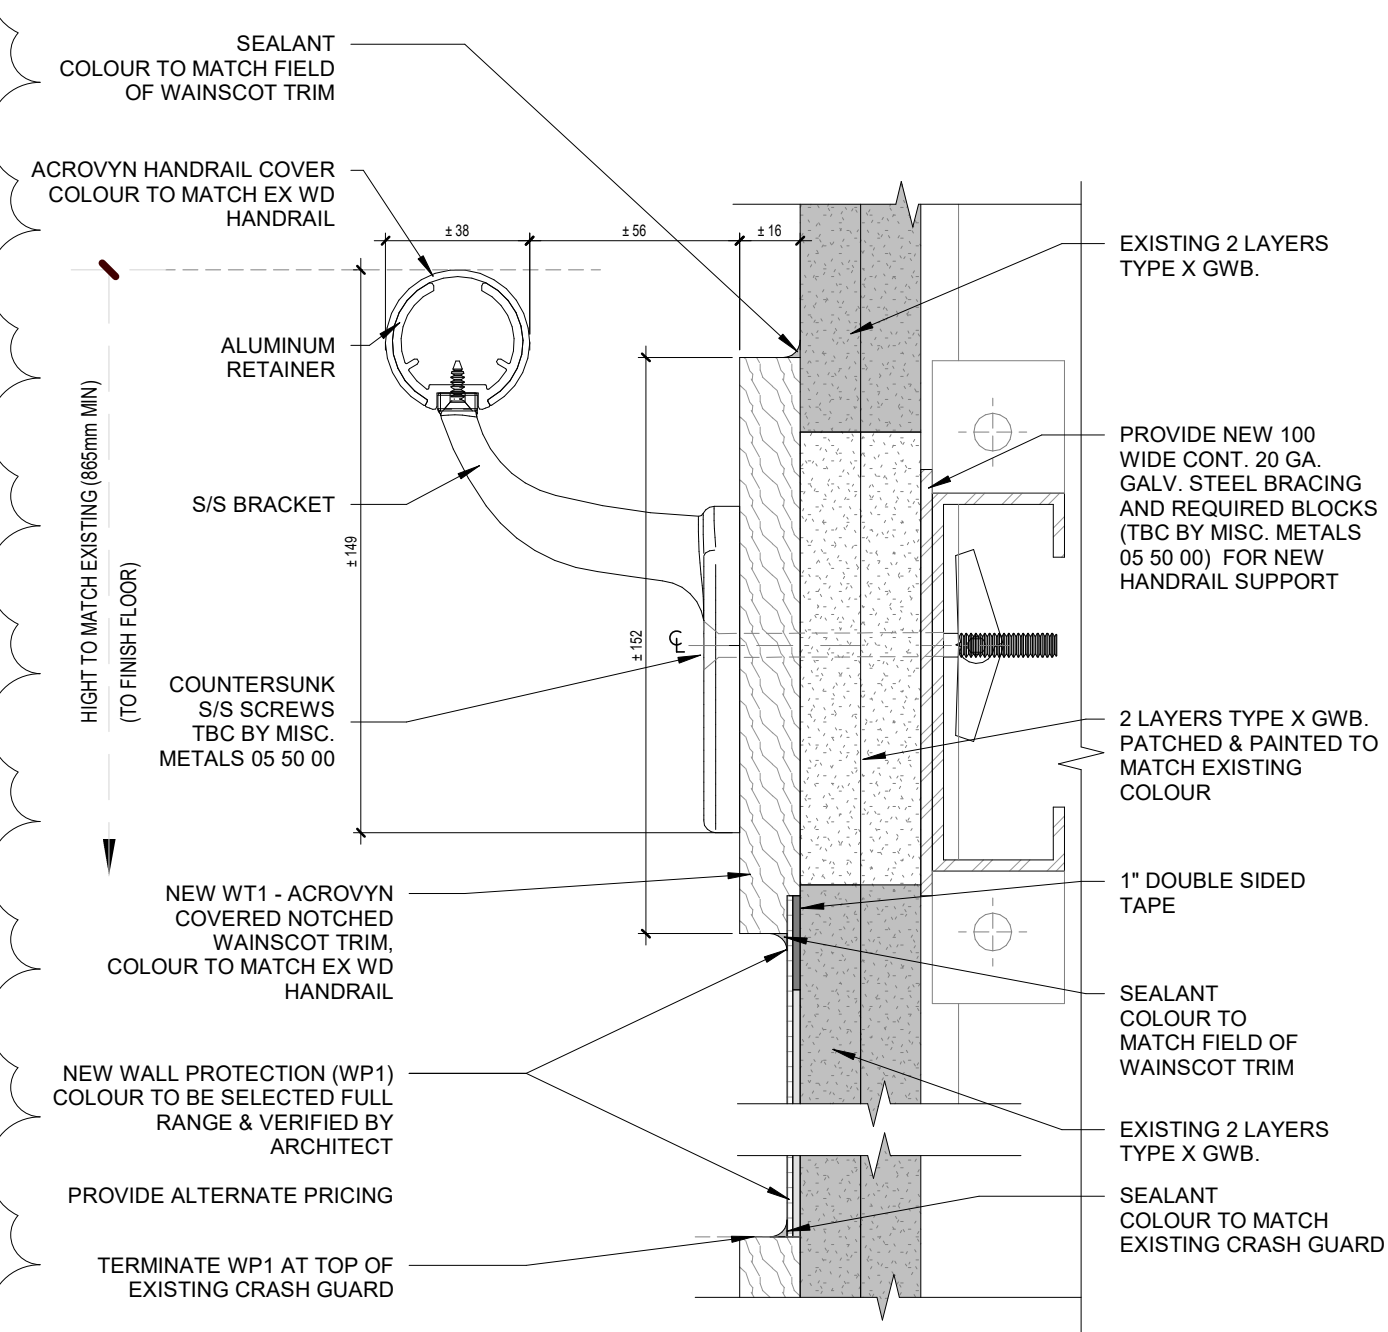 SEALANT
COLOUR TO MATCH FIELD
OF WAINSCOT TRIM
ACROVYN HANDRAIL COVER
COLOUR TO MATCH EX WD
HANDRAIL
± 38
± 56
± 16
EXISTING 2 LAYERS
TYPE X GWB.
ALUMINUM
RETAINER
HIGHT TO MATCH EXISTING (865mm MIN)
(TO FINISH FLOOR)
S/S BRACKET
± 149
± 152
CL
PROVIDE NEW 100
WIDE CONT. 20 GA.
GALV. STEEL BRACING
AND REQUIRED BLOCKS
(TBC BY MISC. METALS
05 50 00) FOR NEW
HANDRAIL SUPPORT
COUNTERSUNK
S/S SCREWS
TBC BY MISC.
METALS 05 50 00
2 LAYERS TYPE X GWB.
PATCHED & PAINTED TO
MATCH EXISTING
COLOUR
NEW WT1 - ACROVYN
COVERED NOTCHED
WAINSCOT TRIM,
COLOUR TO MATCH EX WD
HANDRAIL
1" DOUBLE SIDED
TAPE
SEALANT
COLOUR TO
MATCH FIELD OF
WAINSCOT TRIM
NEW WALL PROTECTION (WP1)
COLOUR TO BE SELECTED FULL
RANGE & VERIFIED BY
ARCHITECT
PROVIDE ALTERNATE PRICING
EXISTING 2 LAYERS
TYPE X GWB.
SEALANT
COLOUR TO MATCH
EXISTING CRASH GUARD
TERMINATE WP1 AT TOP OF
EXISTING CRASH GUARD